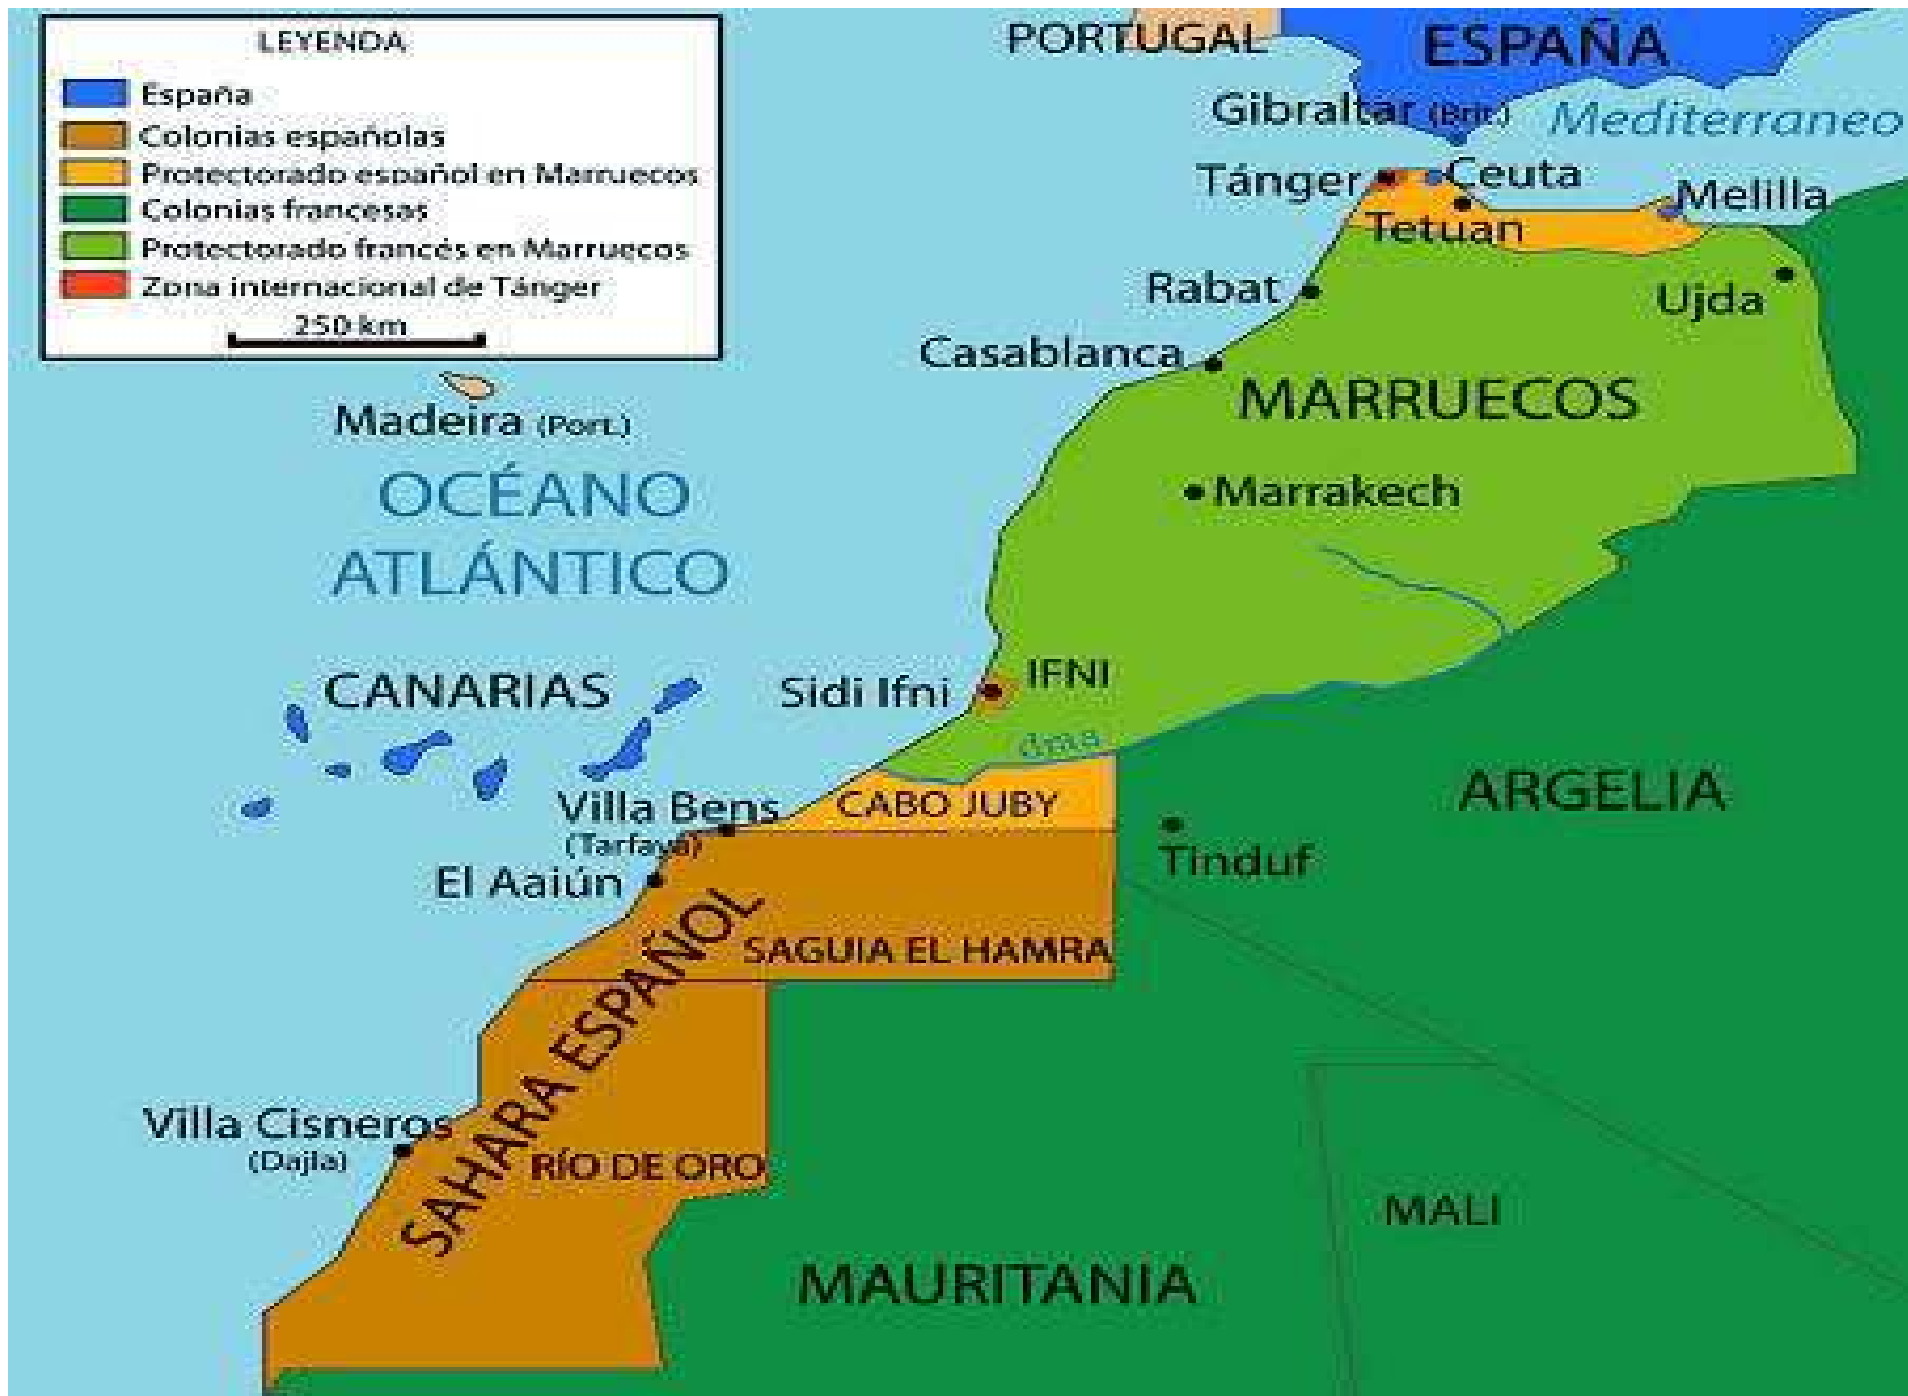 LEYENDA
España
Colonias españolas
Protectorado español en Marruecos
Colonias francesas
Protectorado francés en Marruecos
Zona internacional de Tánger
250 km
PORTUGAL
ESPAÑA
Gibraltar (Brit.)
Mediterraneo
Tánger
Ceuta
Melilla
Tetuan
Rabat
Ujda
Casablanca
MARRUECOS
Madeira (Port.)
OCÉANO
ATLÁNTICO
Marrakech
CANARIAS
Sidi Ifni
IFNI
draa
Villa Bens
(Tarfaya)
CABO JUBY
ARGELIA
Tinduf
El Aaiún
SAHARA ESPAÑOL
SAGUIA EL HAMRA
Villa Cisneros
(Dajla)
RÍO DE ORO
MALI
MAURITANIA